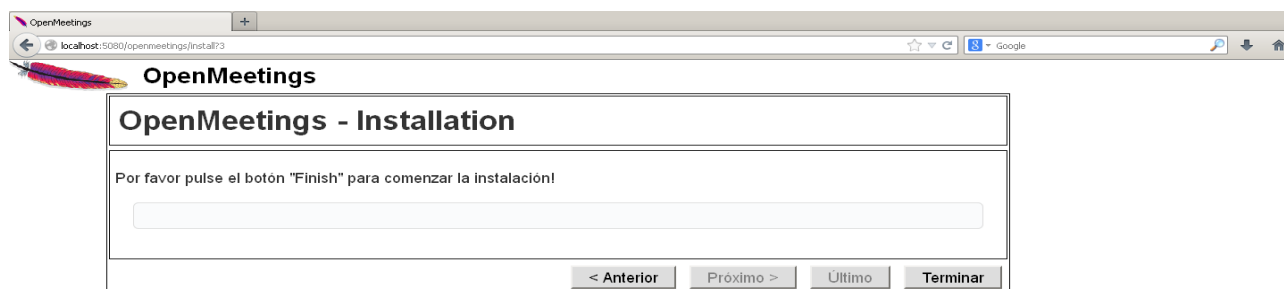 OpenMeetings +
localhost:5080/openmeetings/install?3 8 Google
OpenMeetings
OpenMeetings - Installation
Por favor pulse el botón "Finish" para comenzar la instalación!
< Anterior Próximo > Último Terminar